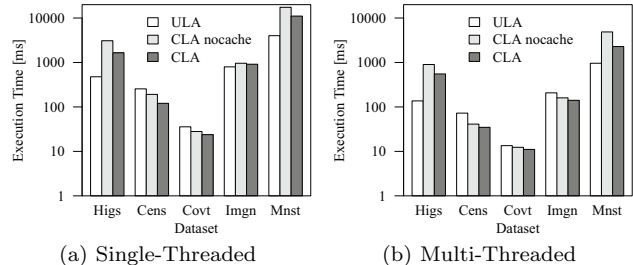 ULA
CLA nocache
CLA
10000
1000
100
10
1
Execution Time [ms]
Higs Cens Covt Imgn Mnst
Dataset
(a) Single-Threaded
ULA
CLA nocache
CLA
10000
1000
100
10
1
Execution Time [ms]
Higs Cens Covt Imgn Mnst
Dataset
(b) Multi-Threaded